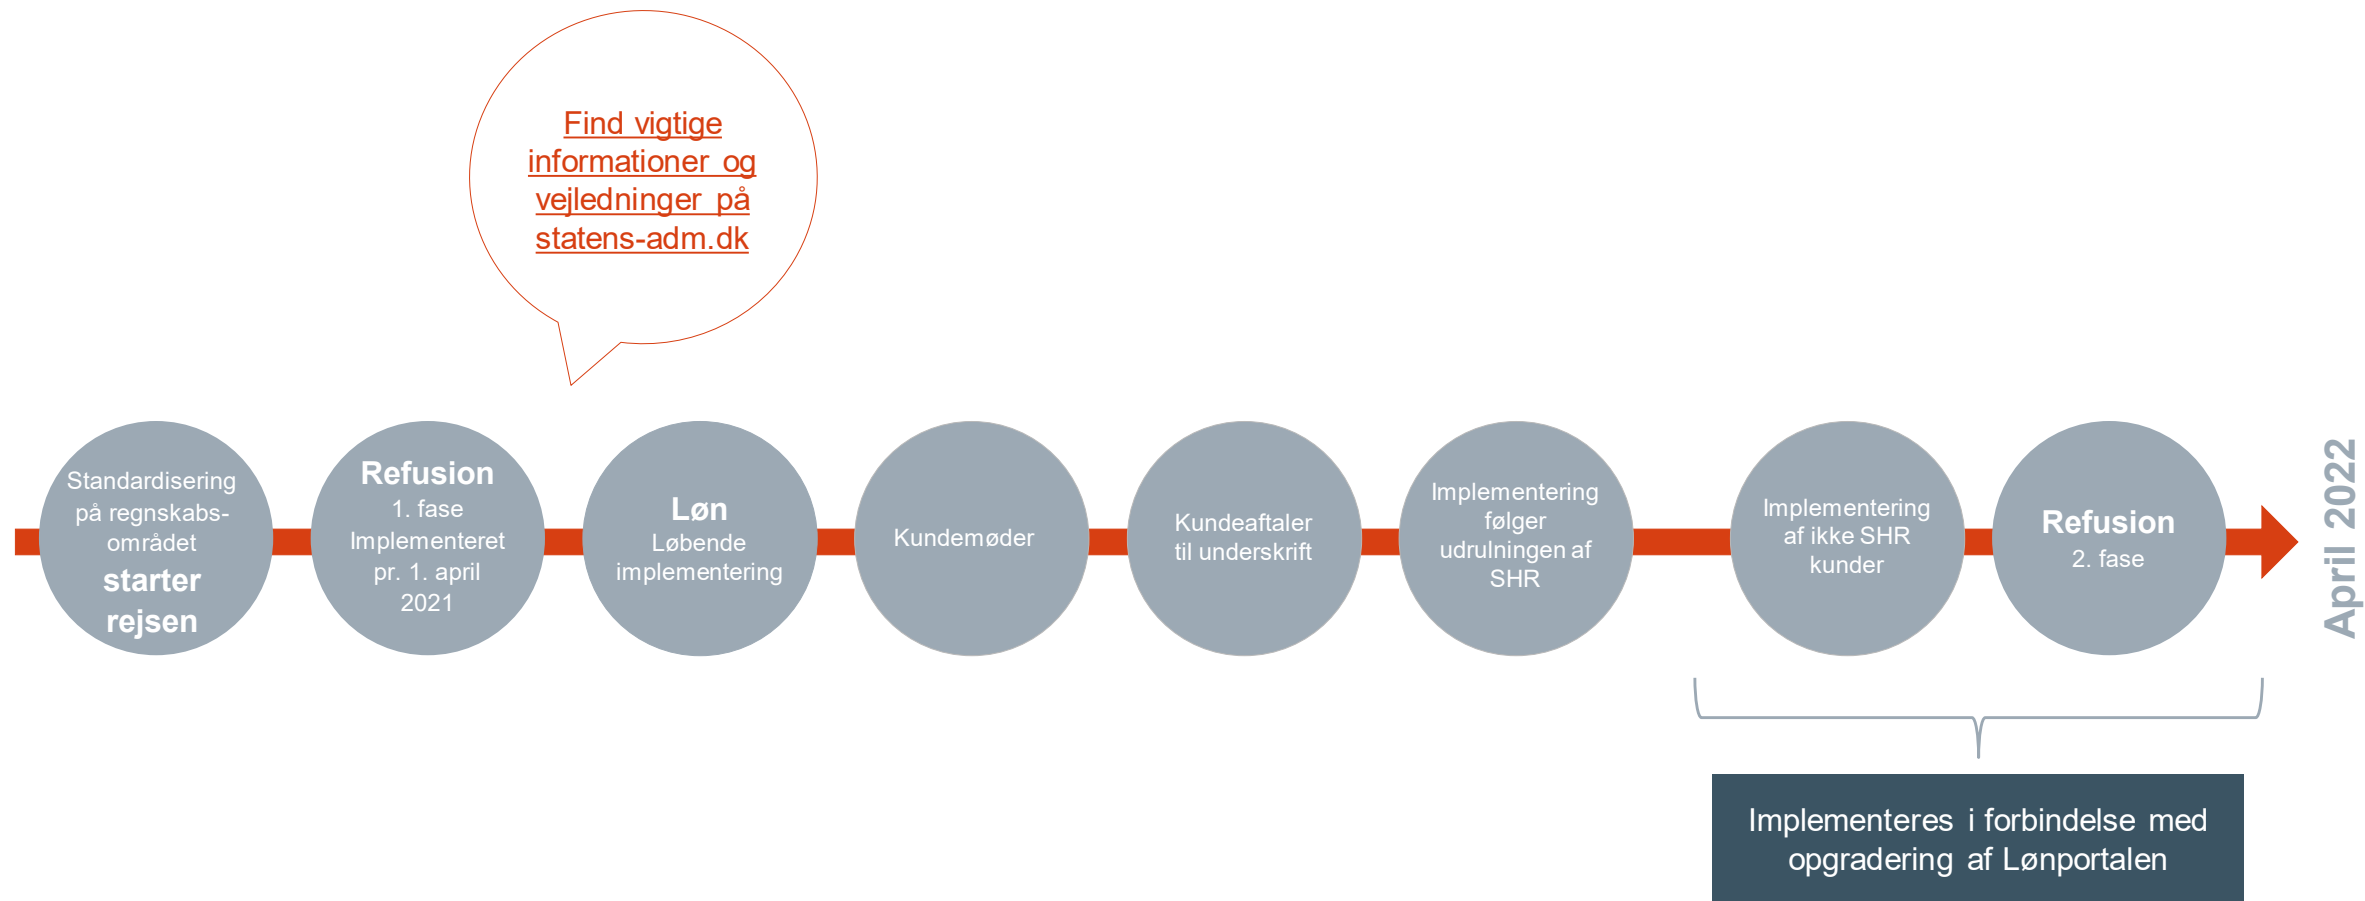 Find vigtige
informationer og
vejledninger på
statens-adm.dk
Standardisering
på regnskabs-
området
starter
rejsen
Refusion
1. fase
Implementeret
pr. 1. april
2021
Løn
Løbende
implementering
Kundemøder
Kundeaftaler
til underskrift
Implementering
følger
udrulningen af
SHR
Implementering
af ikke SHR
kunder
Refusion
2. fase
April 2022
Implementeres i forbindelse med
opgradering af Lønportalen